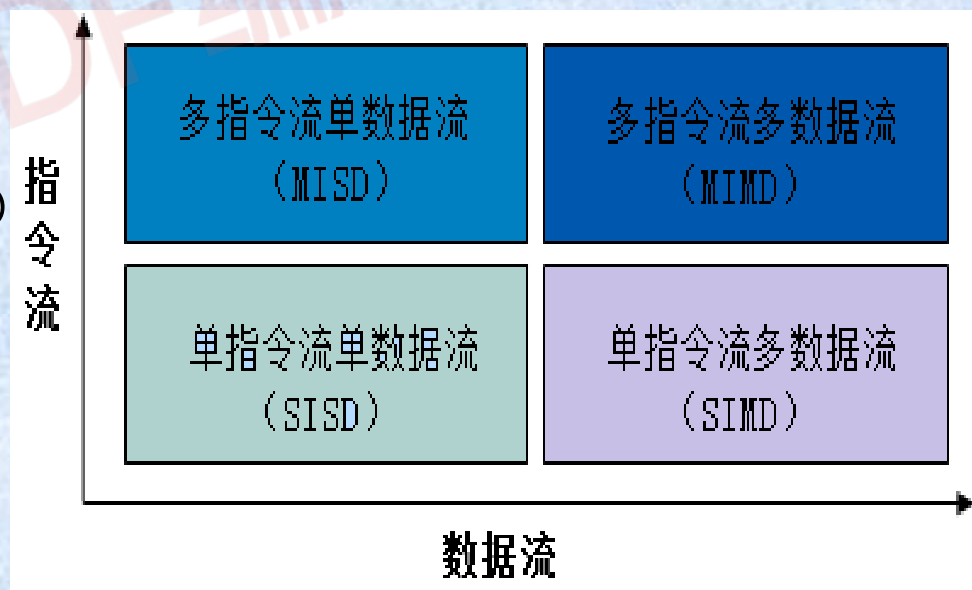 多指令流单数据流
（MISD）
多指令流多数据流
（MIMD）
指令流
)
单指令流单数据流
（SISD）
单指令流多数据流
（SIMD）
数据流